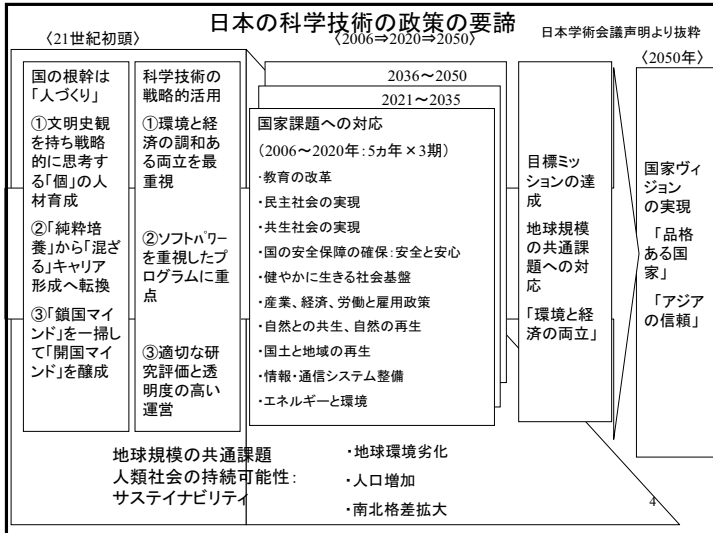 日本の科学技術の政策の要諦
〈21世紀初頭〉
〈2006⇒2020⇒2050〉
日本学術会議声明より抜粋
〈2050年〉
国の根幹は
「人づくり」
①文明史観
を持ち戦略
的に思考す
る「個」の人
材育成
②「純粋培
養」から「混ざ
る」キャリア
形成へ転換
③「鎖国マ
インド」を一掃し
て「開国マイ
ンド」を醸成
科学技術の
戦略的活用
①環境と経
済の調和あ
る両立を最
重視
②ソフトパワー
を重視したプ
ログラムに重
点
③適切な研
究評価と透
明度の高い
運営
2036～2050
2021～2035
国家課題への対応
(2006～2020年:5ヵ年×3期)
・教育の改革
・民主社会の実現
・共生社会の実現
・国の安全保障の確保:安全と安心
・健やかに生きる社会基盤
・産業、経済、労働と雇用政策
・自然との共生、自然の再生
・国土と地域の再生
・情報・通信システム整備
・エネルギーと環境
目標ミッ
ションの達
成
地球規模
の共通課
題への対
応
「環境と経
済の両立」
国家ヴィ
ジョン
の実現
「品格
ある国
家」
「アジア
の信頼」
地球規模の共通課題
人類社会の持続可能性:
サステイナビリティ
・地球環境劣化
・人口増加
・南北格差拡大
4